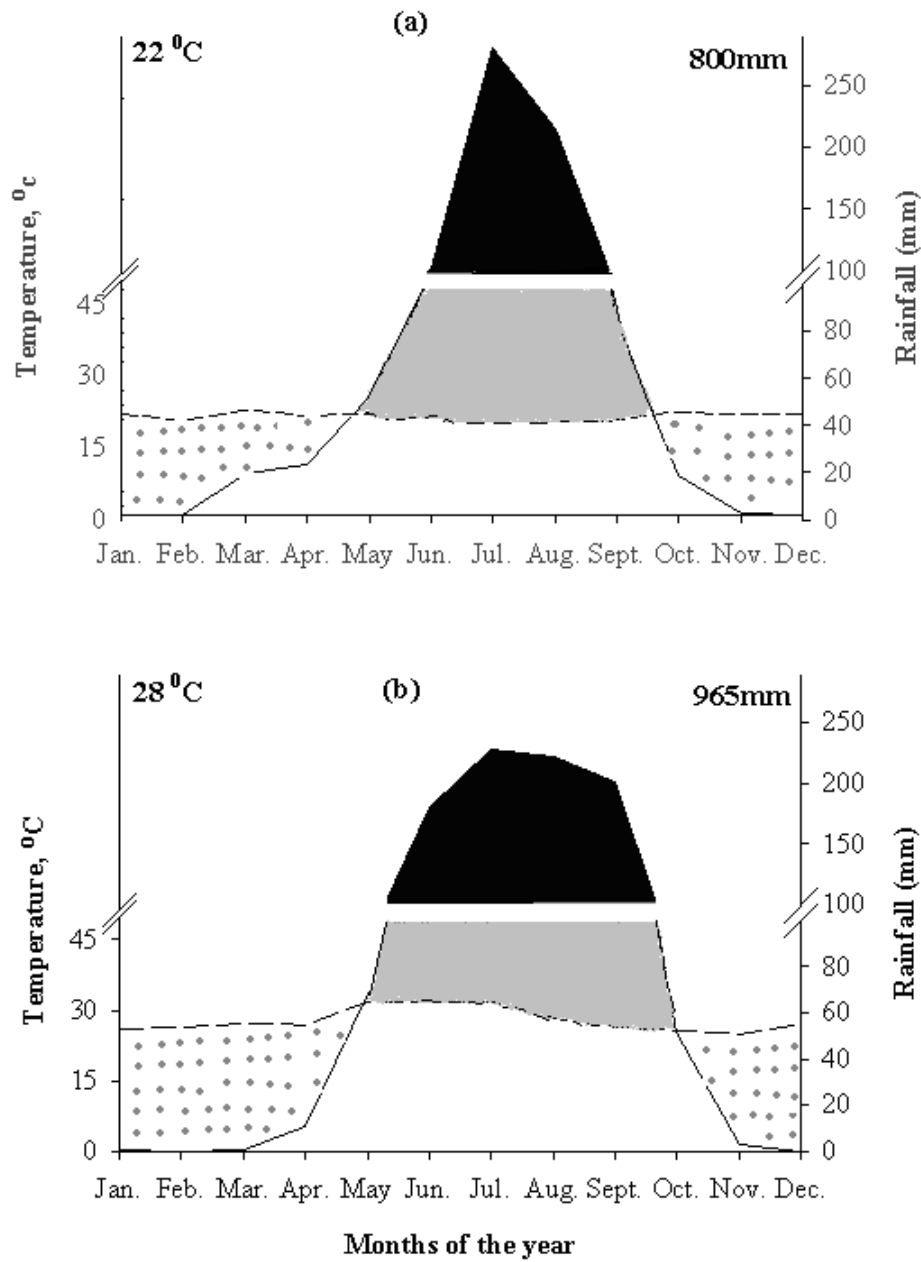 (a)
22 ⁰C
800mm
Temperature, ⁰c
45
30
15
0
250
200
150
100
80
60
40
20
0
Rainfall (mm)
Jan. Feb. Mar. Apr. May Jun. Jul. Aug. Sept. Oct. Nov. Dec.
28 ⁰C
(b)
965mm
Temperature, ⁰C
45
30
15
0
250
200
150
100
80
60
40
20
0
Rainfall (mm)
Jan. Feb. Mar. Apr. May Jun. Jul. Aug. Sept. Oct. Nov. Dec.
Months of the year